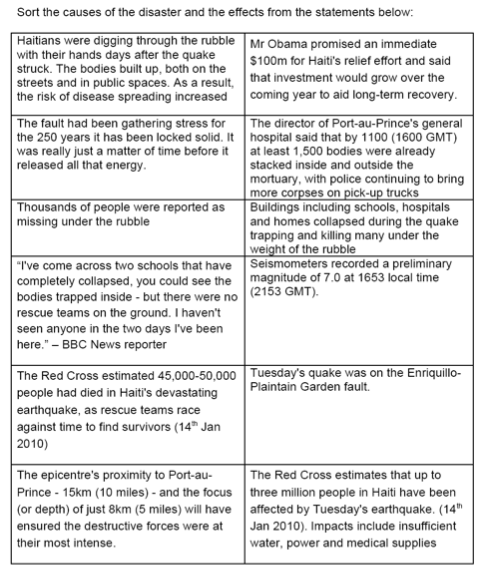 Sort the causes of the disaster and the effects from the statements below:
Haitians were digging through the rubble
with their hands days after the quake
struck. The bodies built up, both on the
streets and in public spaces. As a result,
the risk of disease spreading increased
Mr Obama promised an immediate
$100m for Haiti's relief effort and said
that investment would grow over the
coming year to aid long-term recovery.
The fault had been gathering stress for
the 250 years it has been locked solid. It
was really just a matter of time before it
released all that energy.
The director of Port-au-Prince's general
hospital said that by 1100 (1600 GMT)
at least 1,500 bodies were already
stacked inside and outside the
mortuary, with police continuing to bring
more corpses on pick-up trucks
Thousands of people were reported as
missing under the rubble
Buildings including schools, hospitals
and homes collapsed during the quake
trapping and killing many under the
weight of the rubble
"I've come across two schools that have
completely collapsed, you could see the
bodies trapped inside - but there were no
rescue teams on the ground. I haven't
seen anyone in the two days I've been
here." – BBC News reporter
Seismometers recorded a preliminary
magnitude of 7.0 at 1653 local time
(2153 GMT).
The Red Cross estimated 45,000-50,000
people had died in Haiti's devastating
earthquake, as rescue teams race
against time to find survivors (14th Jan
2010)
Tuesday's quake was on the Enriquillo-
Plaintain Garden fault.
The epicentre's proximity to Port-au-
Prince - 15km (10 miles) - and the focus
(or depth) of just 8km (5 miles) will have
ensured the destructive forces were at
their most intense.
The Red Cross estimates that up to
three million people in Haiti have been
affected by Tuesday's earthquake. (14th
Jan 2010). Impacts include insufficient
water, power and medical supplies